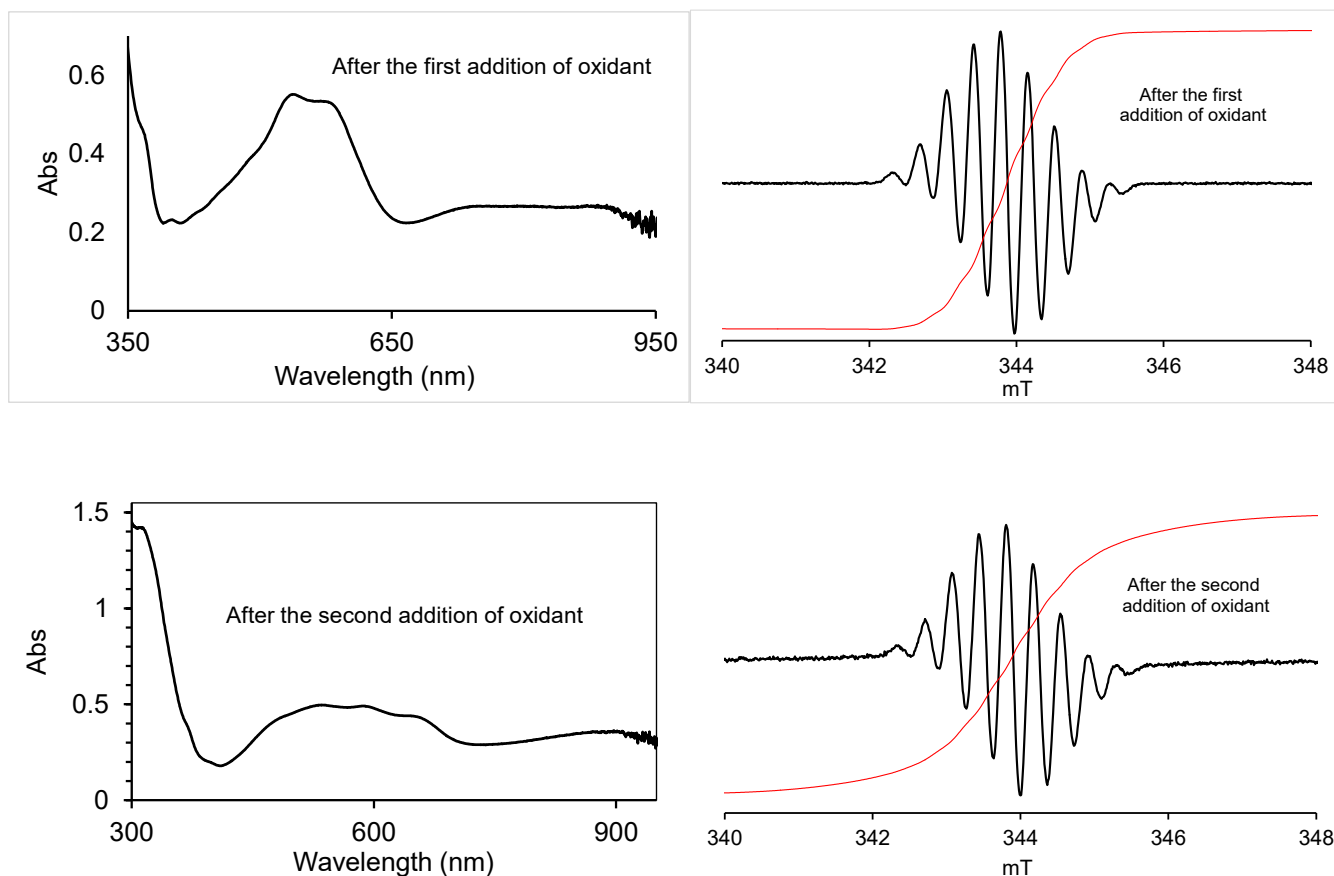 After the first addition of oxidant
0.6
0.4
0.2
0
Abs
350
650
950
Wavelength (nm)
After the first
addition of oxidant
340
342
344
346
348
mT
1.5
1
0.5
0
Abs
After the second addition of oxidant
300
600
900
Wavelength (nm)
After the second
addition of oxidant
340
342
344
346
348
mT